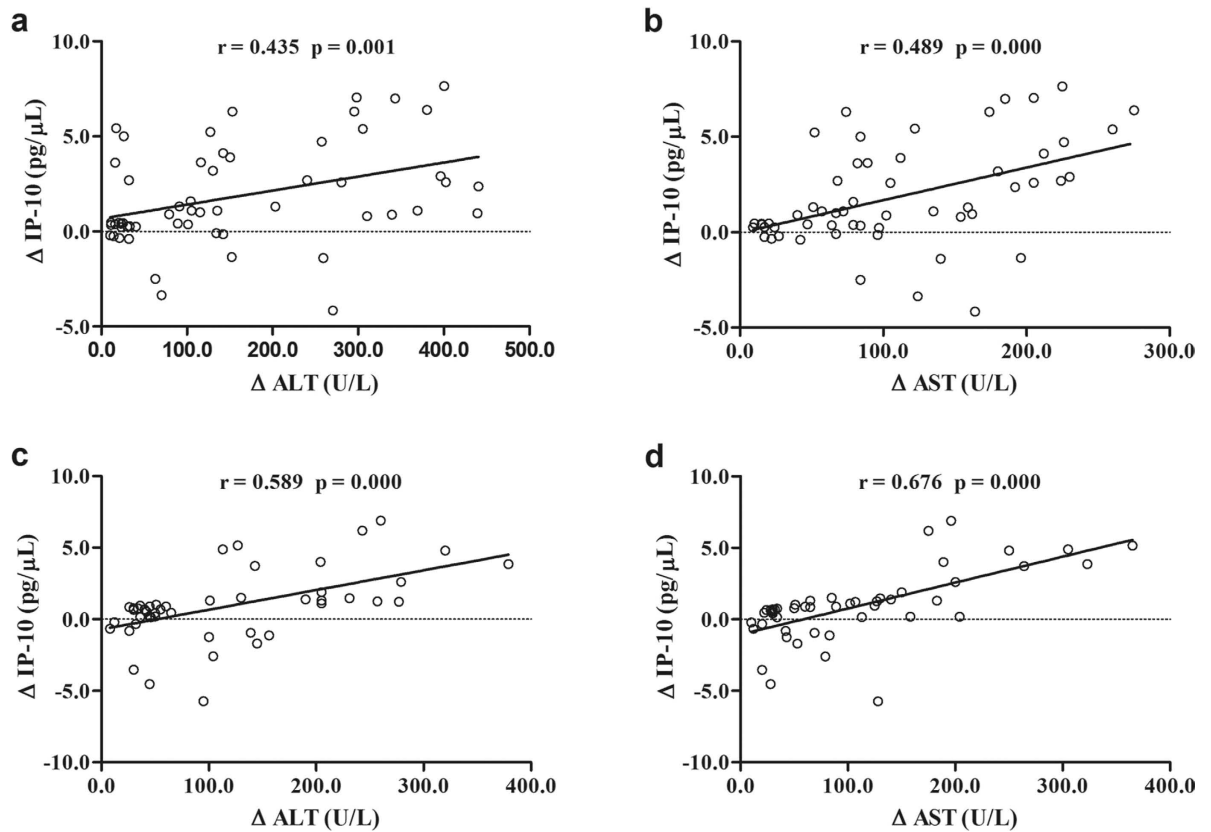 a
r = 0.435 p = 0.001
10.0
5.0
0.0
-5.0
Δ IP-10 (pg/μL)
0.0 100.0 200.0 300.0 400.0 500.0
Δ ALT (U/L)
b
r = 0.489 p = 0.000
10.0
5.0
0.0
-5.0
Δ IP-10 (pg/μL)
0.0 100.0 200.0 300.0
Δ AST (U/L)
c
r = 0.589 p = 0.000
10.0
5.0
0.0
-5.0
-10.0
Δ IP-10 (pg/μL)
0.0 100.0 200.0 300.0 400.0
Δ ALT (U/L)
d
r = 0.676 p = 0.000
10.0
5.0
0.0
-5.0
-10.0
Δ IP-10 (pg/μL)
0.0 100.0 200.0 300.0 400.0
Δ AST (U/L)